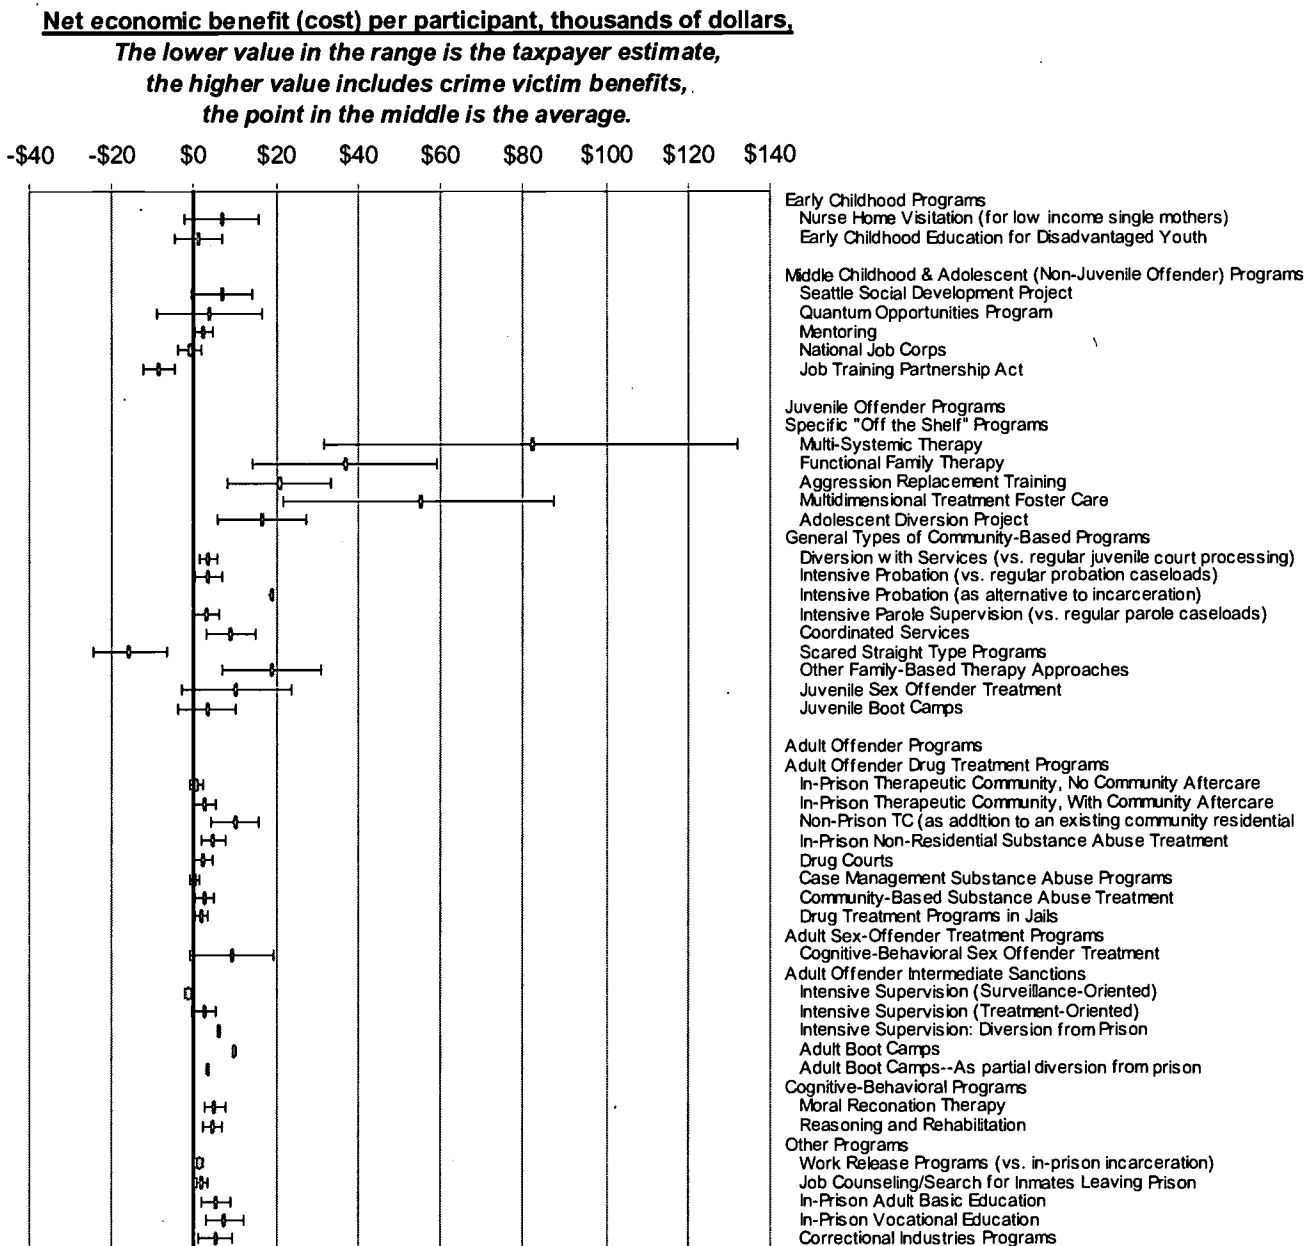 Net economic benefit (cost) per participant, thousands of dollars,
The lower value in the range is the taxpayer estimate,
the higher value includes crime victim benefits,
the point in the middle is the average.
-$40 -$20 $0 $20 $40 $60 $80 $100 $120 $140
Early Childhood Programs
Nurse Home Visitation (for low income single mothers)
Early Childhood Education for Disadvantaged Youth
Middle Childhood & Adolescent (Non-Juvenile Offender) Programs
Seattle Social Development Project
Quantum Opportunities Program
Mentoring
National Job Corps
Job Training Partnership Act
Juvenile Offender Programs
Specific "Off the Shelf" Programs
Multi-Systemic Therapy
Functional Family Therapy
Aggression Replacement Training
Multidimensional Treatment Foster Care
Adolescent Diversion Project
General Types of Community-Based Programs
Diversion with Services (vs. regular juvenile court processing)
Intensive Probation (vs. regular probation caseloads)
Intensive Probation (as alternative to incarceration)
Intensive Parole Supervision (vs. regular parole caseloads)
Coordinated Services
Scared Straight Type Programs
Other Family-Based Therapy Approaches
Juvenile Sex Offender Treatment
Juvenile Boot Camps
Adult Offender Programs
Adult Offender Drug Treatment Programs
In-Prison Therapeutic Community, No Community Aftercare
In-Prison Therapeutic Community, With Community Aftercare
Non-Prison TC (as addition to an existing community residential
In-Prison Non-Residential Substance Abuse Treatment
Drug Courts
Case Management Substance Abuse Programs
Community-Based Substance Abuse Treatment
Drug Treatment Programs in Jails
Adult Sex-Offender Treatment Programs
Cognitive-Behavioral Sex Offender Treatment
Adult Offender Intermediate Sanctions
Intensive Supervision (Surveillance-Oriented)
Intensive Supervision (Treatment-Oriented)
Intensive Supervision: Diversion from Prison
Adult Boot Camps
Adult Boot Camps--As partial diversion from prison
Cognitive-Behavioral Programs
Moral Reconation Therapy
Reasoning and Rehabilitation
Other Programs
Work Release Programs (vs. in-prison incarceration)
Job Counseling/Search for Inmates Leaving Prison
In-Prison Adult Basic Education
In-Prison Vocational Education
Correctional Industries Programs